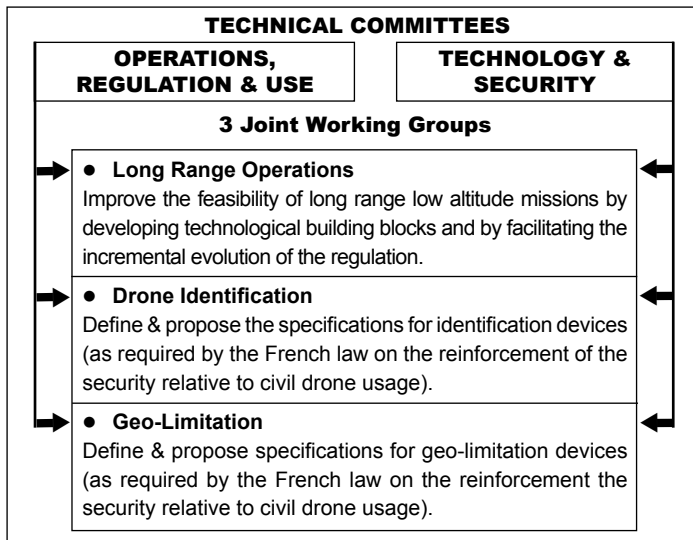 TECHNICAL COMMITTEES
OPERATIONS,
REGULATION & USE
TECHNOLOGY &
SECURITY
3 Joint Working Groups
● Long Range Operations
Improve the feasibility of long range low altitude missions by
developing technological building blocks and by facilitating the
incremental evolution of the regulation.
● Drone Identification
Define & propose the specifications for identification devices
(as required by the French law on the reinforcement of the
security relative to civil drone usage).
● Geo-Limitation
Define & propose specifications for geo-limitation devices
(as required by the French law on the reinforcement the
security relative to civil drone usage).